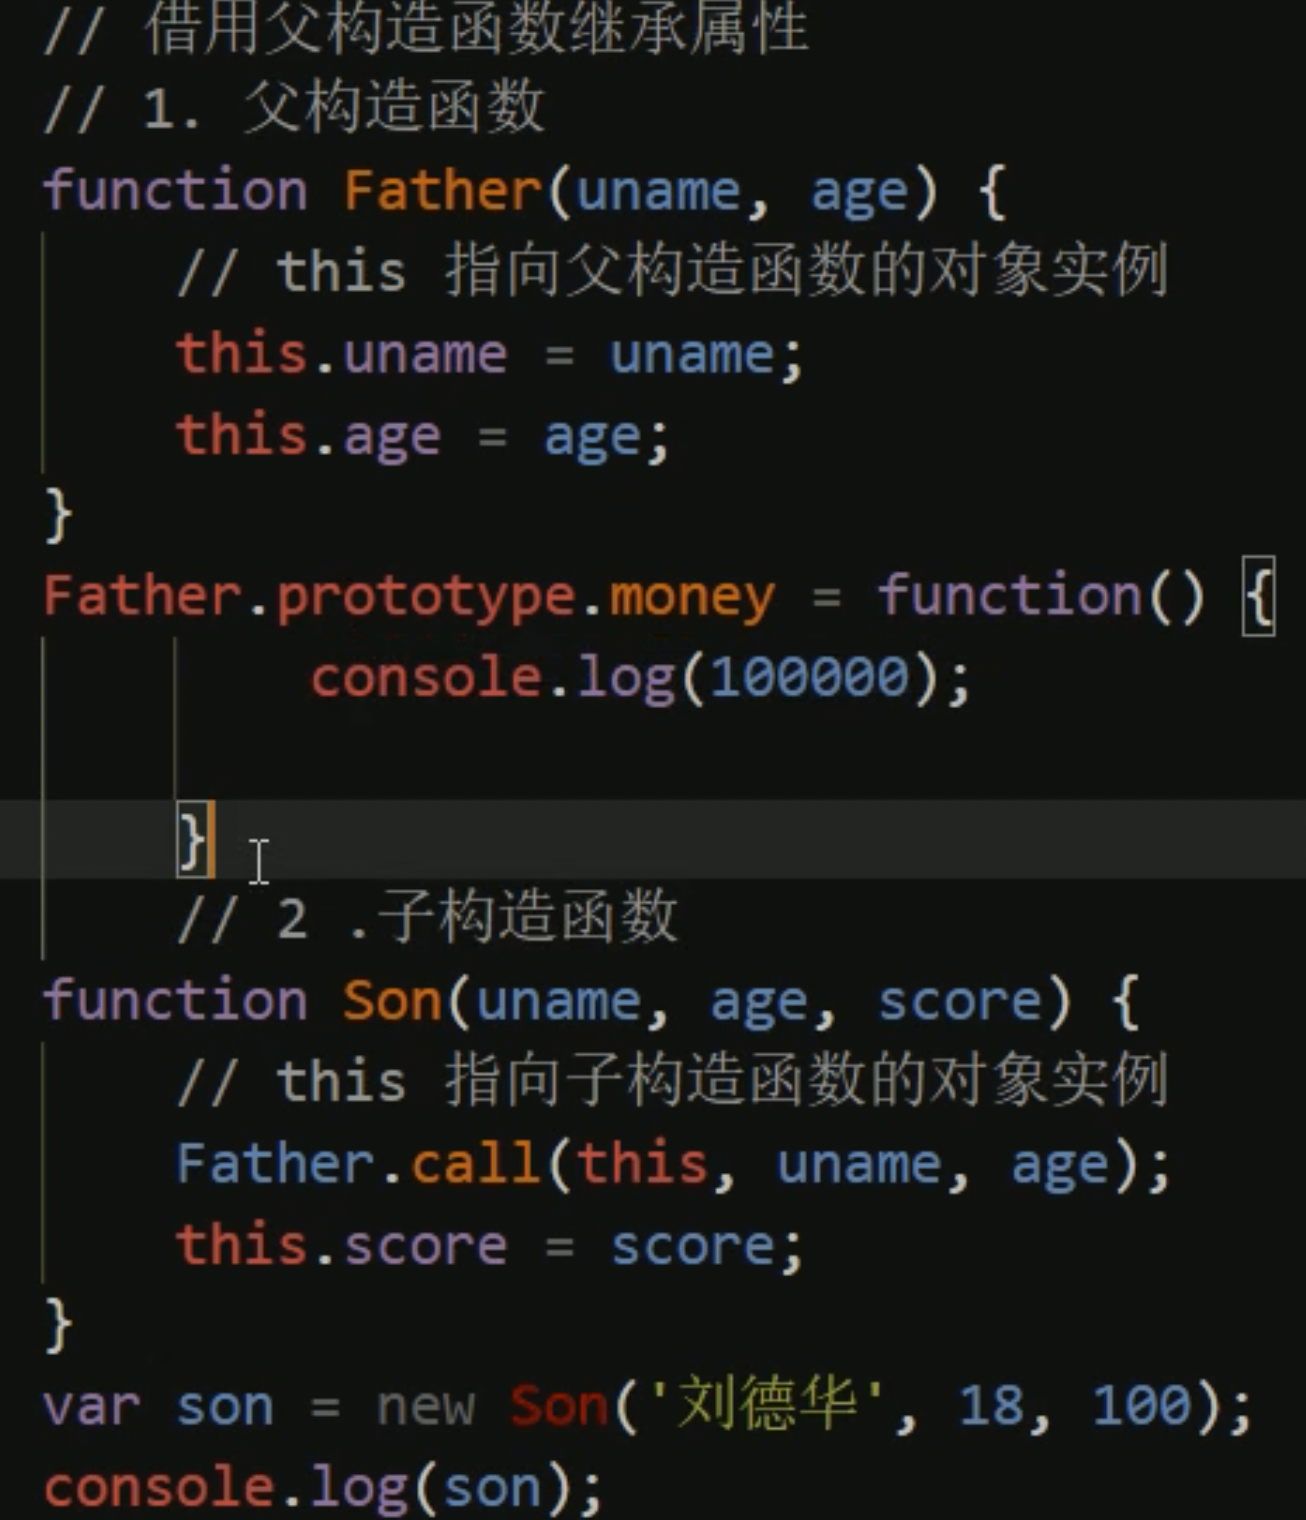 // 借用父构造函数继承属性
// 1. 父构造函数
function Father(uname, age) {
    // this 指向父构造函数的对象实例
    this.uname = uname;
    this.age = age;
}
Father.prototype.money = function() {
        console.log(100000);

    }
    // 2 .子构造函数
function Son(uname, age, score) {
    // this 指向子构造函数的对象实例
    Father.call(this, uname, age);
    this.score = score;
}
var son = new Son('刘德华', 18, 100);
console.log(son);